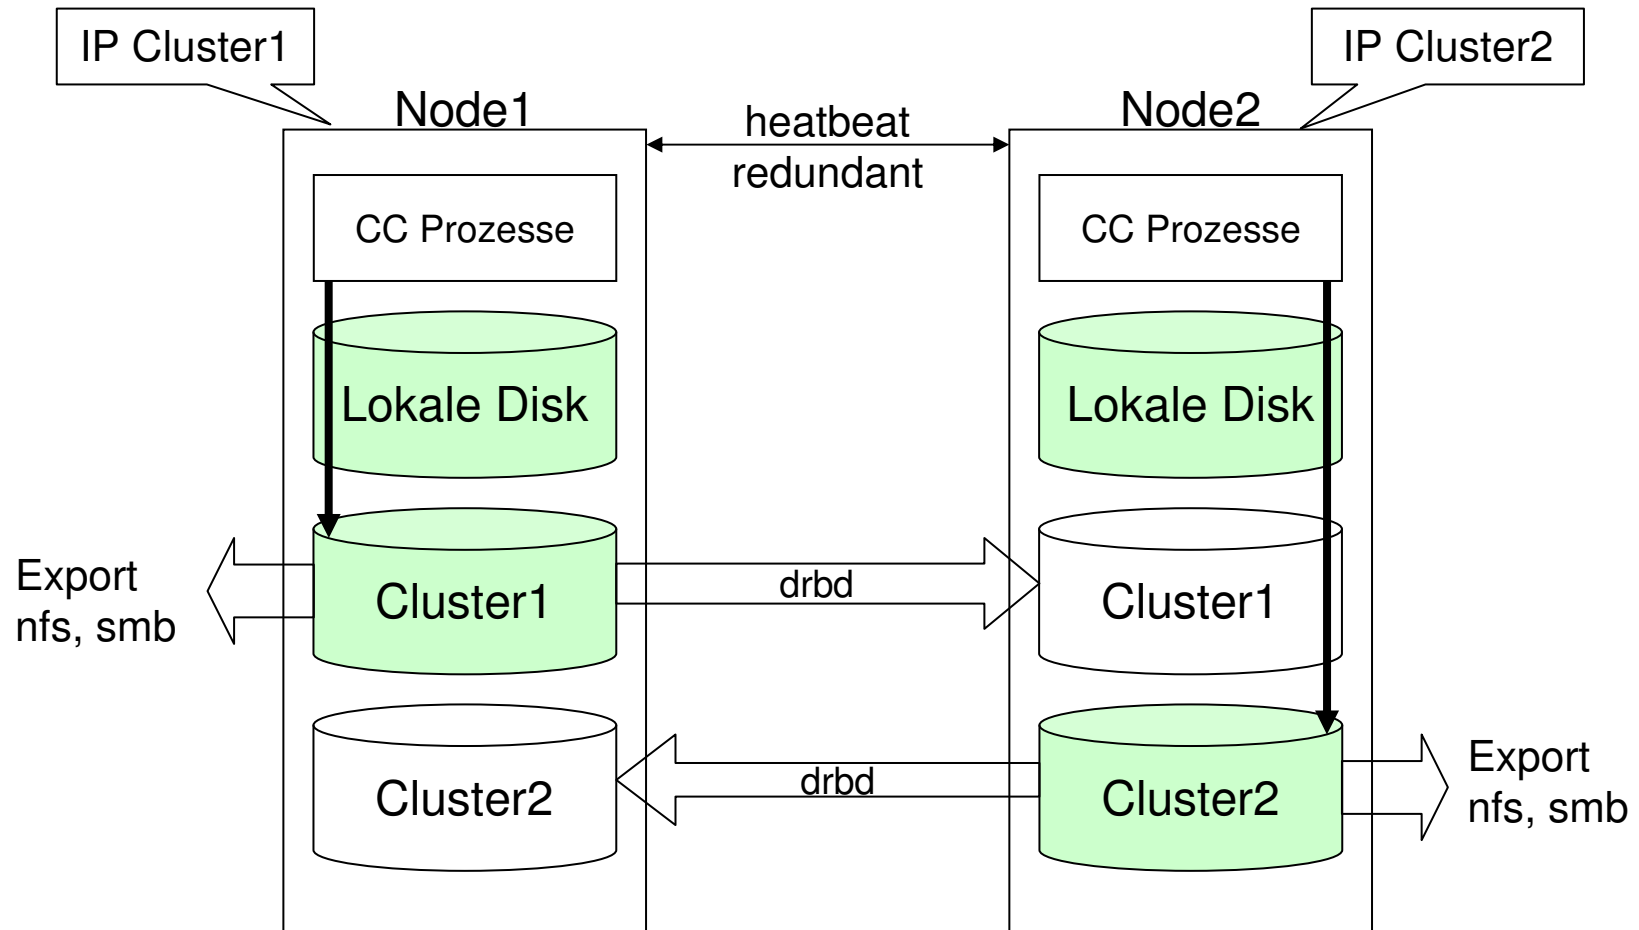 IP Cluster1
IP Cluster2
Node1
heatbeat
redundant
Node2
CC Prozesse
CC Prozesse
Lokale Disk
Lokale Disk
Export
nfs, smb
Cluster1
drbd
Cluster1
Cluster2
drbd
Cluster2
Export
nfs, smb